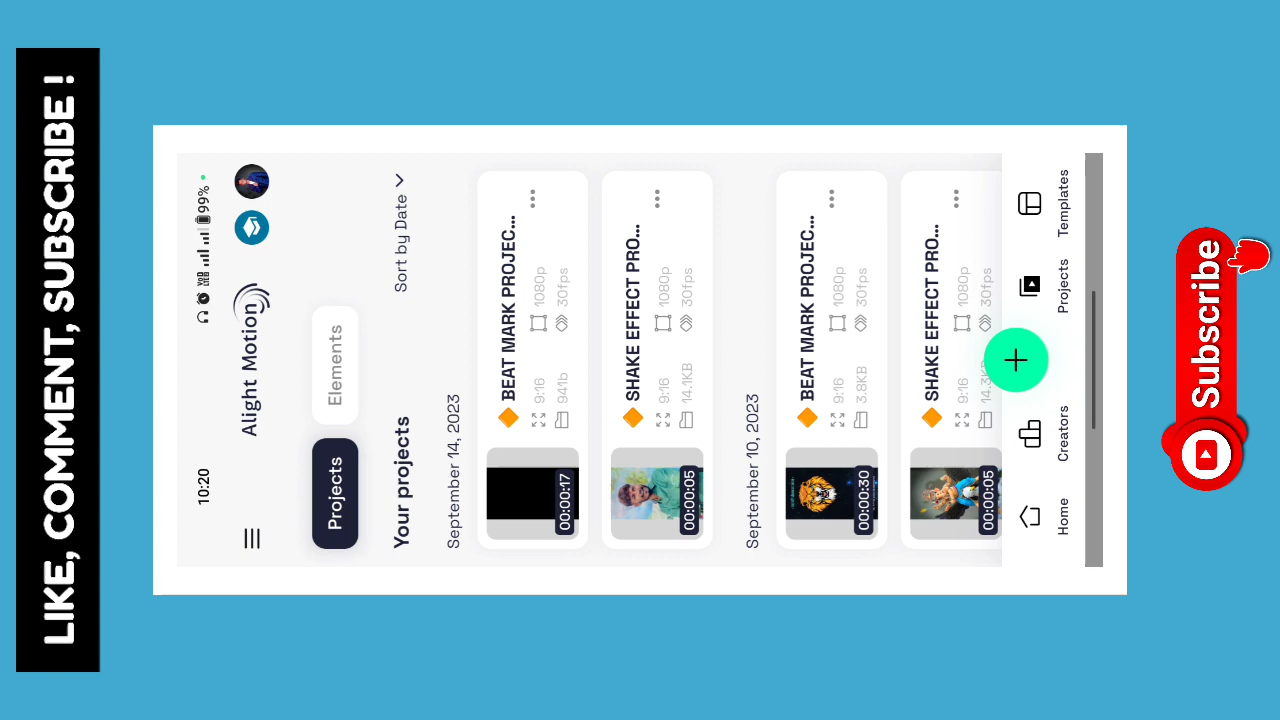 LIKE, COMMENT, SUBSCRIBE !
10:20
99%
Alight Motion
Projects
Elements
Your projects
Sort by Date
September 14, 2023
BEAT MARK PROJEC...
9:16 1080p
941b 30fps
00:00:17
SHAKE EFFECT PRO...
9:16 1080p
14.1KB 30fps
00:00:05
September 10, 2023
BEAT MARK PROJEC...
9:16 1080p
3.8KB 30fps
00:00:30
SHAKE EFFECT PRO...
9:16 1080p
14.3KB 30fps
00:00:05
Home
Creators
Projects
Templates
Subscribe